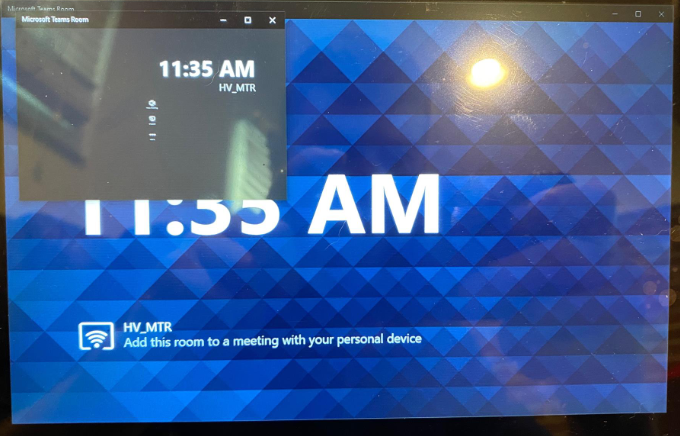 Microsoft Teams Room
Microsoft Teams Room
11:35 AM
HV_MTR
11:35 AM
HV_MTR
Add this room to a meeting with your personal device